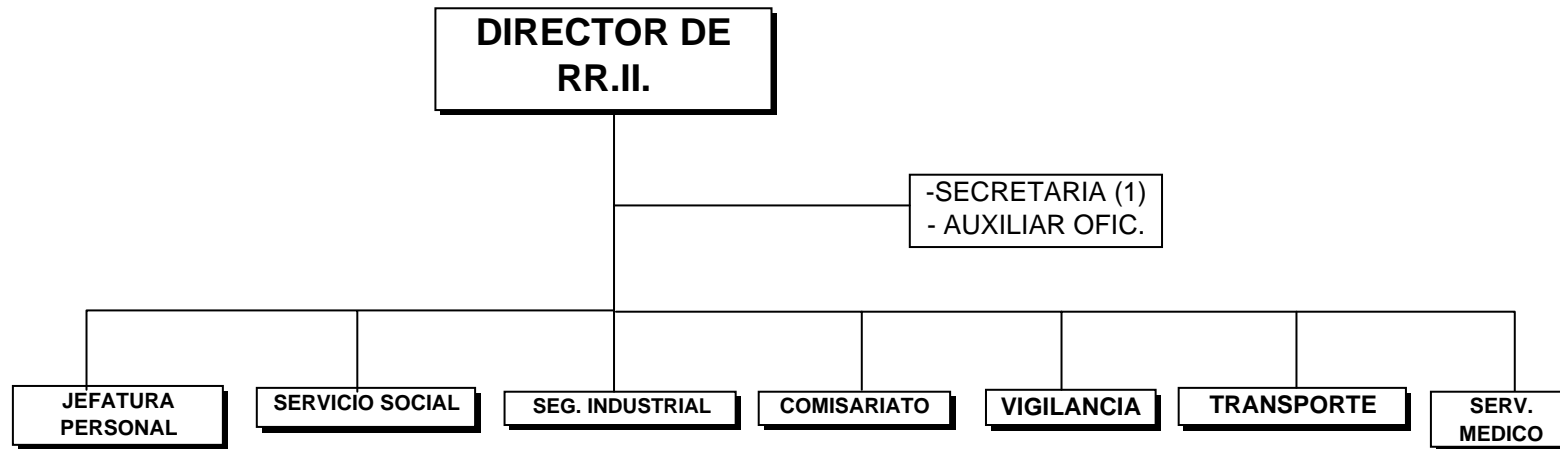 DIRECTOR DE
RR.II.
-SECRETARIA (1)
- AUXILIAR OFIC.
JEFATURA
PERSONAL
SERVICIO SOCIAL
SEG. INDUSTRIAL
COMISARIATO
VIGILANCIA
TRANSPORTE
SERV.
MEDICO